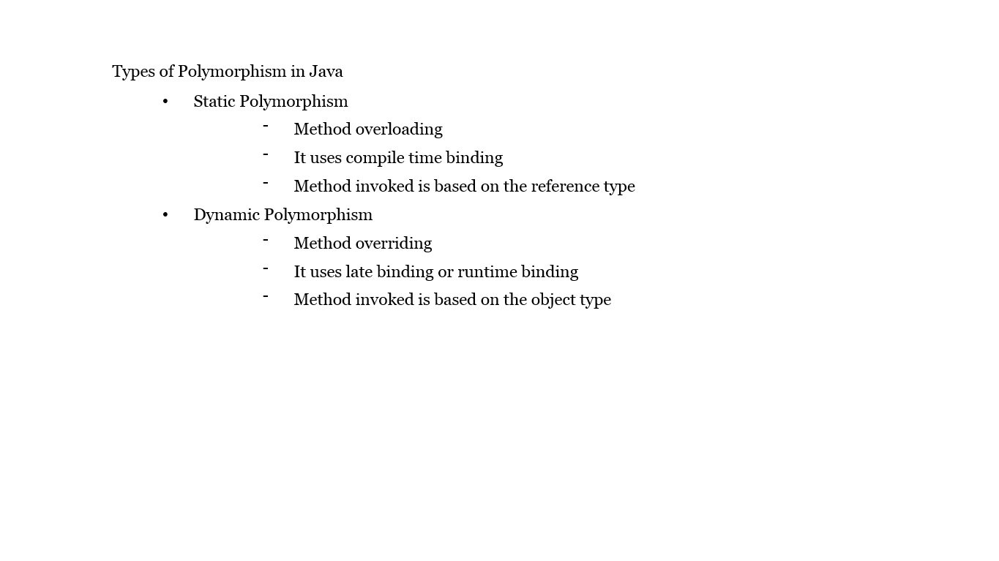 Types of Polymorphism in Java
• Static Polymorphism
- Method overloading
- It uses compile time binding
- Method invoked is based on the reference type
• Dynamic Polymorphism
- Method overriding
- It uses late binding or runtime binding
- Method invoked is based on the object type